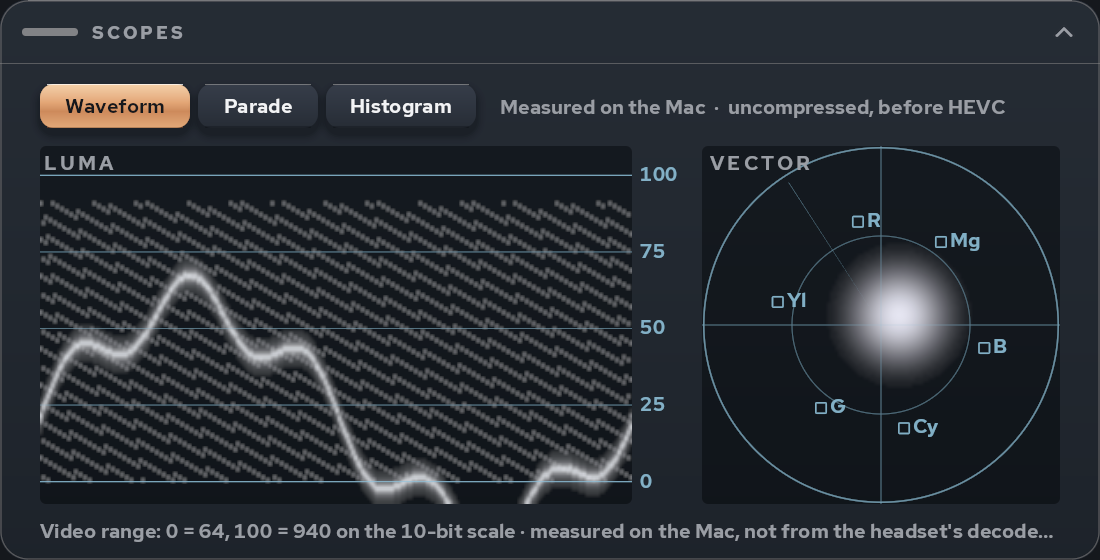 SCOPES
Waveform Parade Histogram Measured on the Mac · uncompressed, before HEVC
LUMA
100
75
50
25
0
VECTOR
R
Mg
Yl
B
G
Cy
Video range: 0 = 64, 100 = 940 on the 10-bit scale · measured on the Mac, not from the headset's decode...